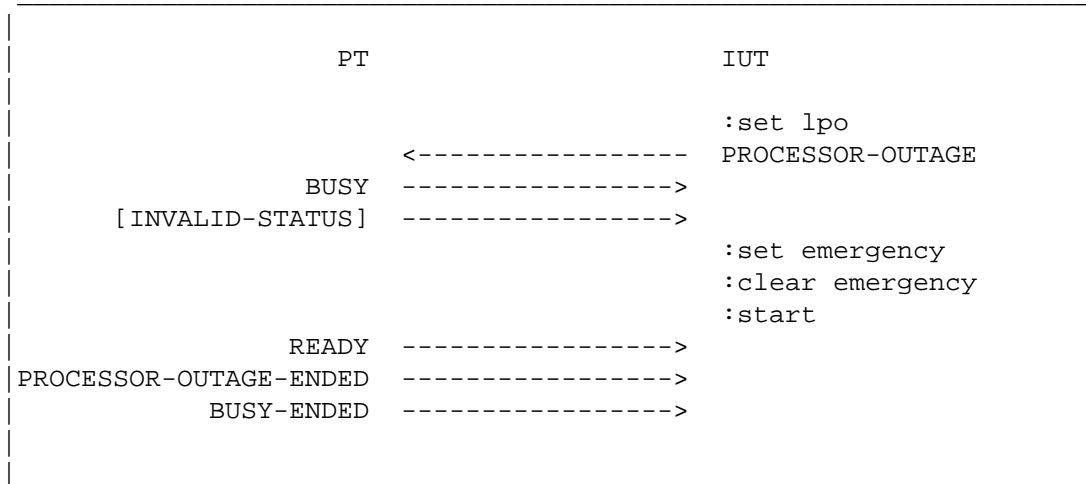 PT IUT
:set lpo
<----------------- PROCESSOR-OUTAGE
BUSY ----------------->
[INVALID-STATUS] ----------------->
:set emergency
:clear emergency
:start
READY ----------------->
PROCESSOR-OUTAGE-ENDED ----------------->
BUSY-ENDED ----------------->